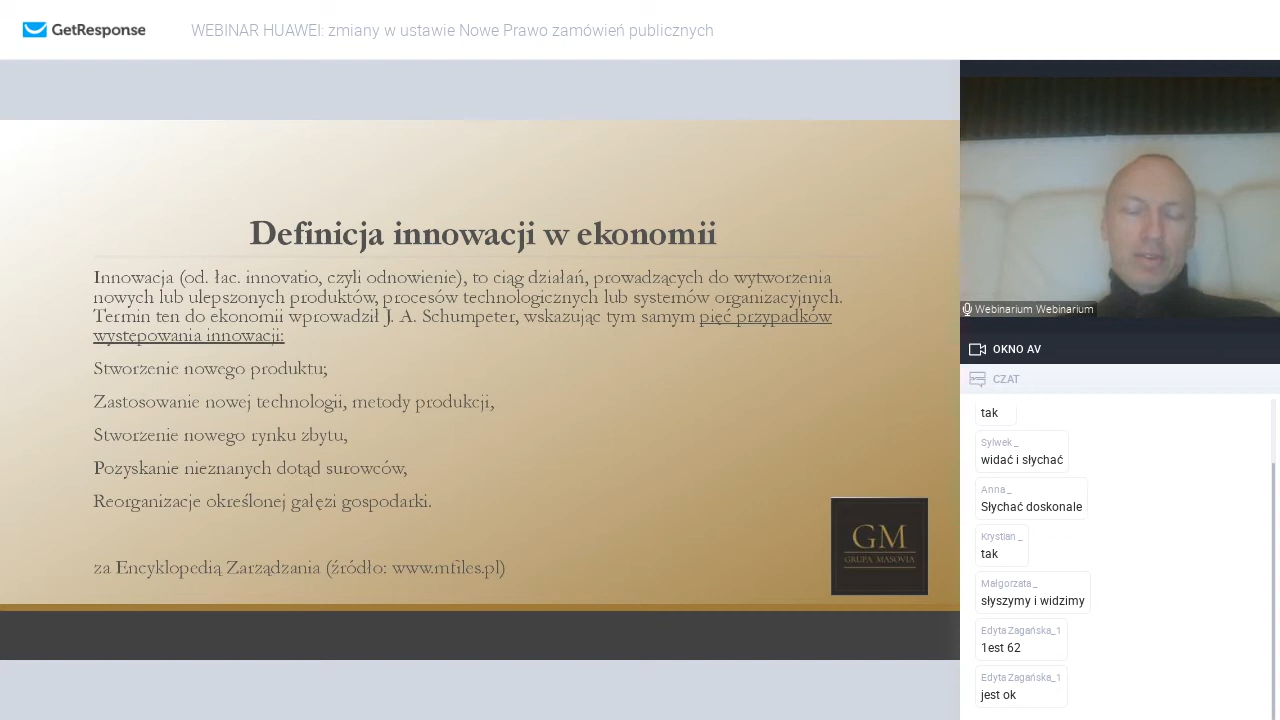 GetResponse
WEBINAR HUAWEI: zmiany w ustawie Nowe Prawo zamówień publicznych
Definicja innowacji w ekonomii
Innowacja (od. łac. innovatio, czyli odnowienie), to ciąg działań, prowadzących do wytworzenia
nowych lub ulepszonych produktów, procesów technologicznych lub systemów organizacyjnych.
Termin ten do ekonomii wprowadził J. A. Schumpeter, wskazując tym samym pięć przypadków
występowania innowacji:
Stworzenie nowego produktu;
Zastosowanie nowej technologii, metody produkcji,
Stworzenie nowego rynku zbytu,
Pozyskanie nieznanych dotąd surowców,
Reorganizacje określonej gałęzi gospodarki.
za Encyklopedią Zarządzania (źródło: www.mfiles.pl)
GM
GRUPA MASOVIA
Webinarium Webinarium
OKNO AV
CZAT
tak
Sylwek _
widać i słychać
Anna _
Słychać doskonale
Krystian _
tak
Małgorzata _
słyszymy i widzimy
Edyta Zagańska_1
1est 62
Edyta Zagańska_1
jest ok